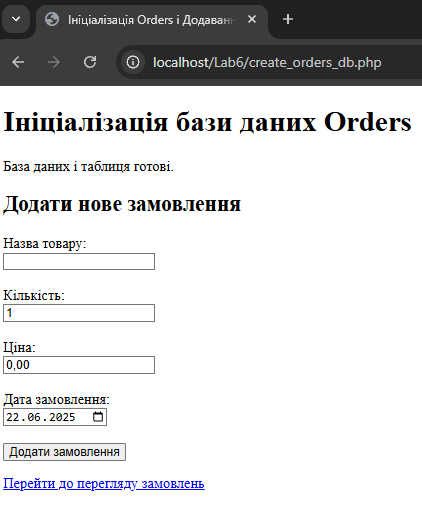 Ініціалізація Orders і Додаванн
localhost/Lab6/create_orders_db.php
Ініціалізація бази даних Orders
База даних і таблиця готові.
Додати нове замовлення
Назва товару:
Кількість:
1
Ціна:
0,00
Дата замовлення:
22.06.2025
Додати замовлення
Перейти до перегляду замовлень